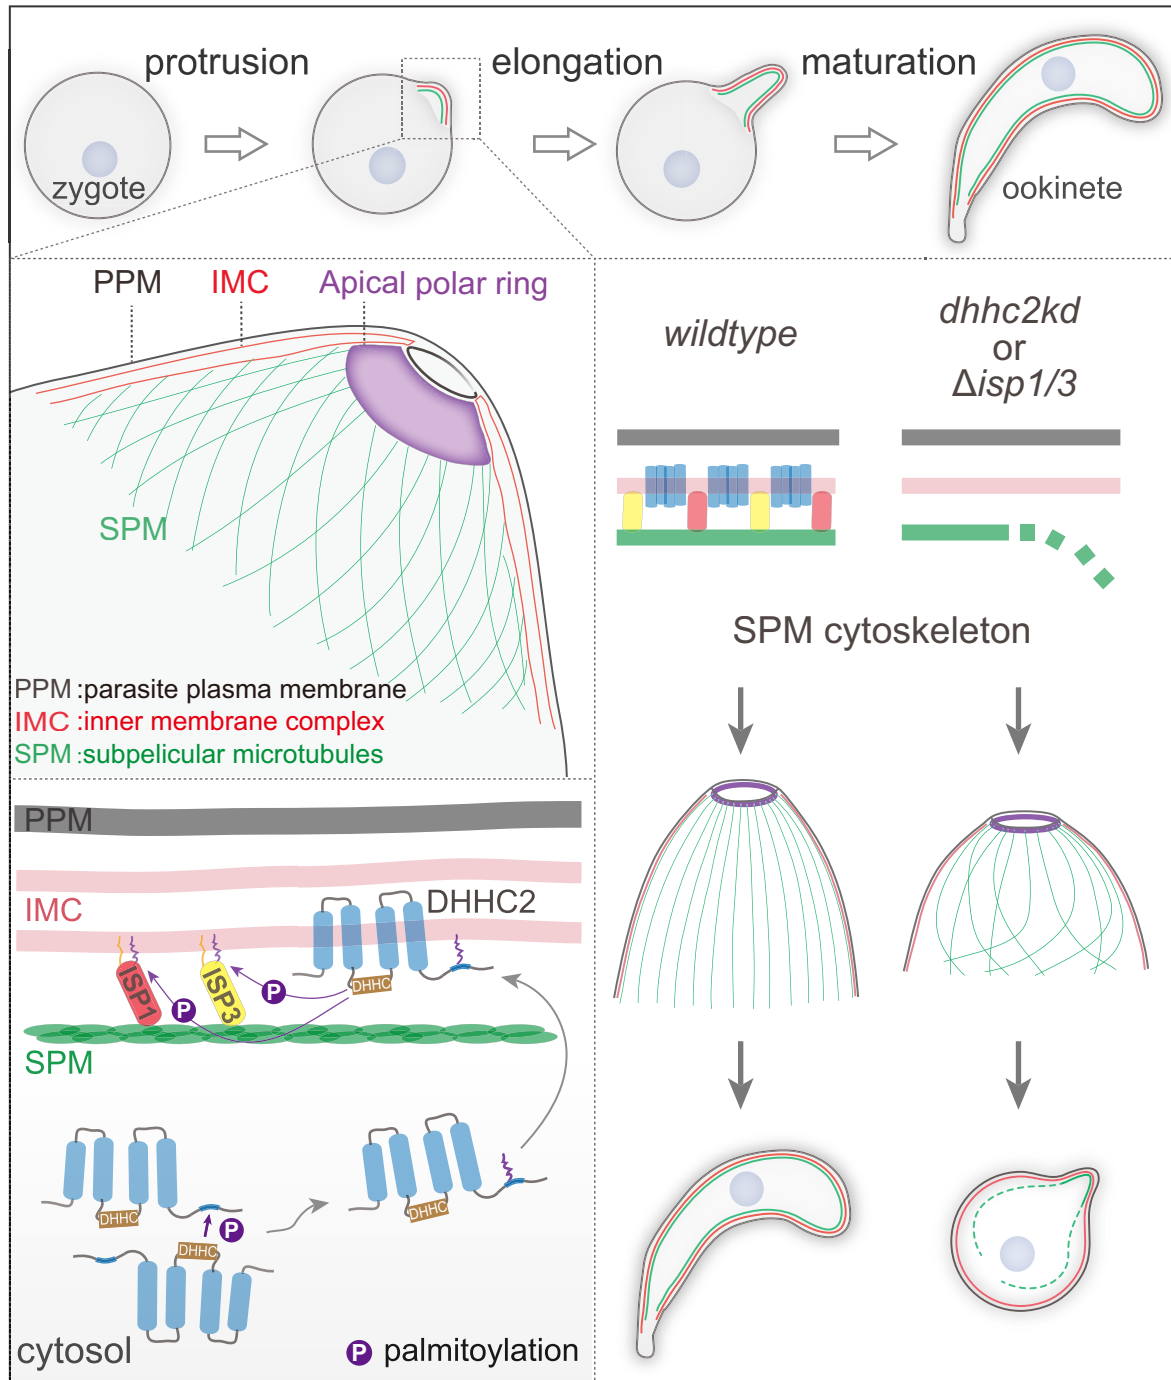 protrusion
elongation
maturation
zygote
ookinete
PPM
IMC
Apical polar ring
SPM
PPM :parasite plasma membrane
IMC :inner membrane complex
SPM :subpelicular microtubules
wildtype
dhhc2kd
or
Δisp1/3
SPM cytoskeleton
PPM
IMC
DHHC2
ISP1
ISP3
DHHC
P
P
SPM
DHHC
DHHC
P
DHHC
cytosol
P palmitoylation